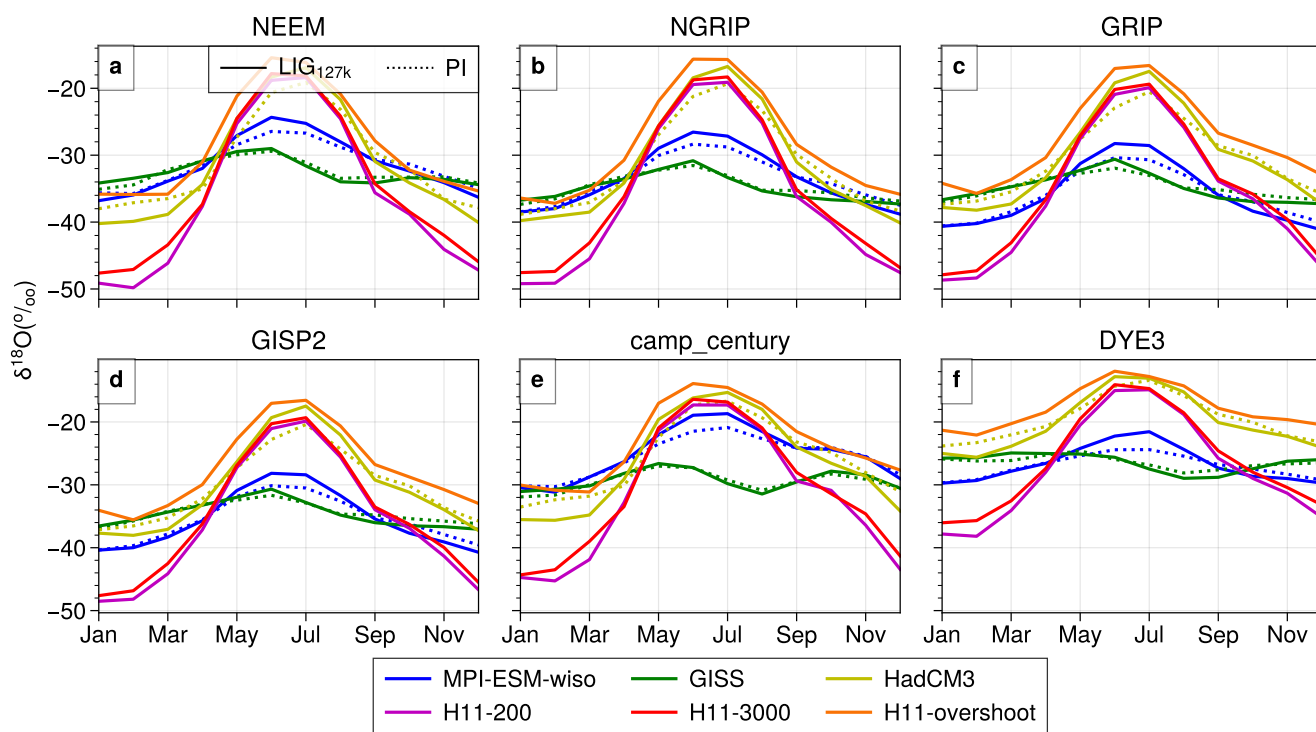 NEEM NGRIP GRIP
a LIG127k PI b c
−20
−30
−40
−50
δ18O(o/oo)
GISP2 camp_century DYE3
d e f
−20
−30
−40
−50
Jan Mar May Jul Sep Nov Jan Mar May Jul Sep Nov Jan Mar May Jul Sep Nov
MPI-ESM-wiso GISS HadCM3
H11-200 H11-3000 H11-overshoot